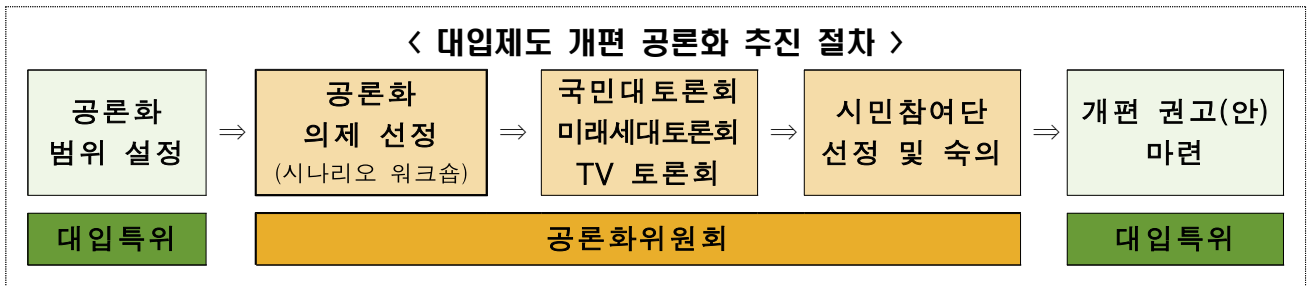 < 대입제도 개편 공론화 추진 절차 >
공론화
범위 설정
⇒
공론화
의제 선정
(시나리오 워크숍)
⇒
국민대토론회
미래세대토론회
TV 토론회
⇒
시민참여단
선정 및 숙의
⇒
개편 권고(안)
마련
대입특위
공론화위원회
대입특위